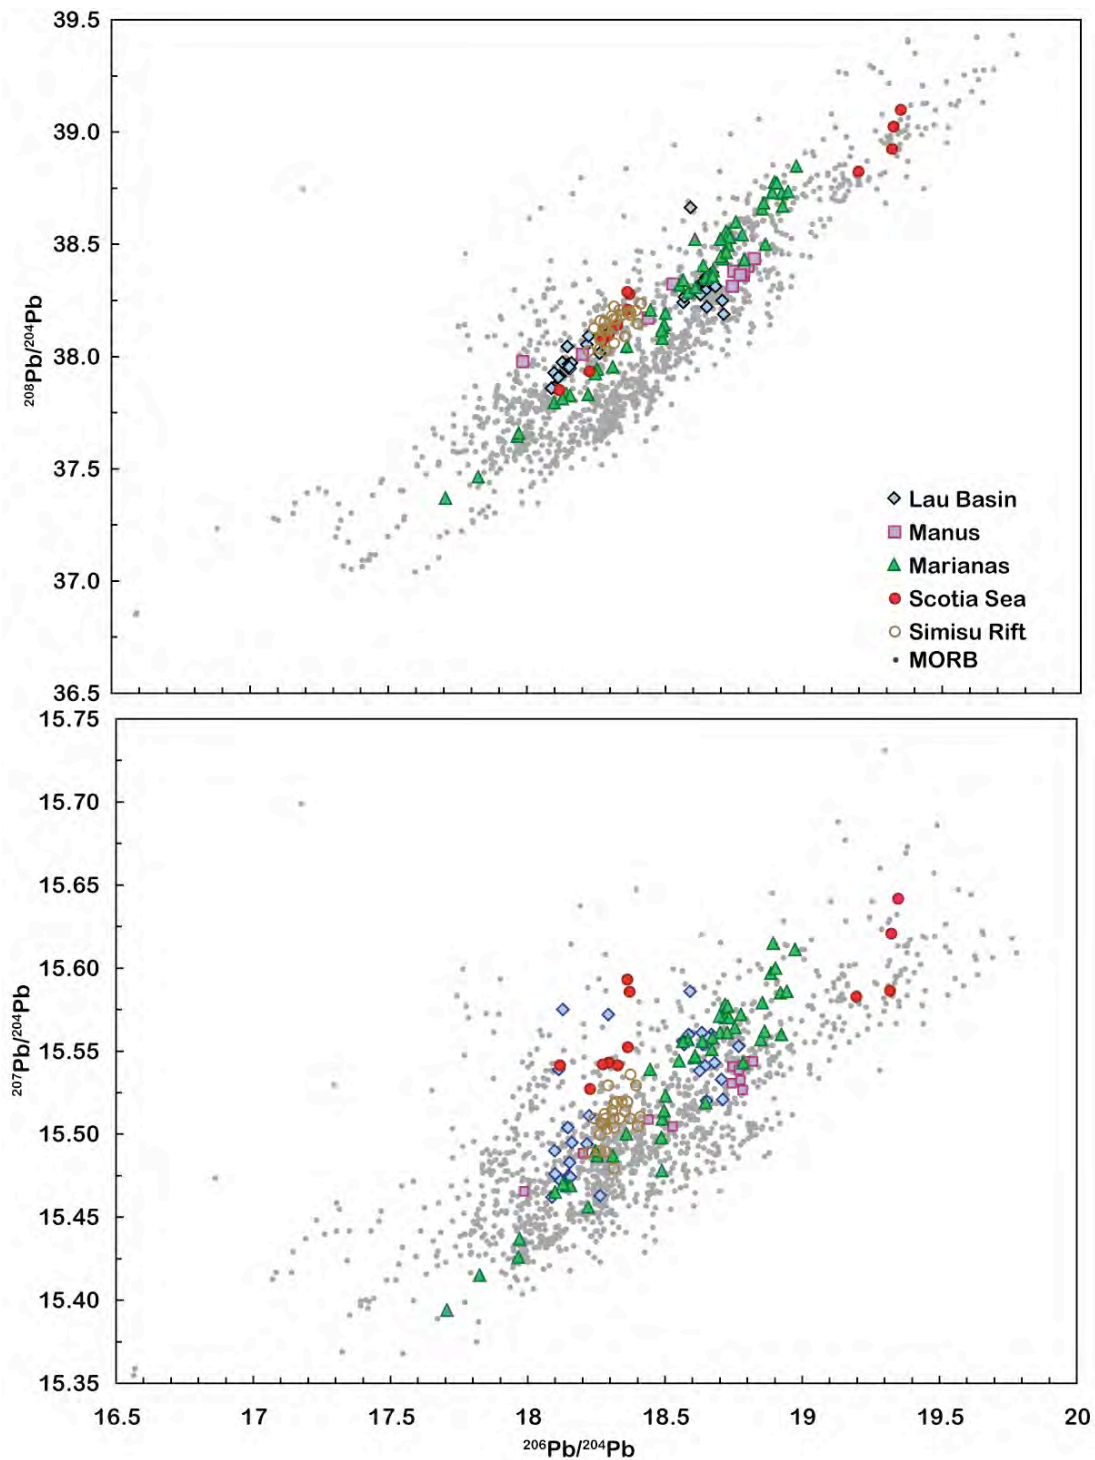 39.5
39.0
38.5
38.0
37.5
37.0
36.5
²⁰⁸Pb/²⁰⁴Pb
Lau Basin
Manus
Marianas
Scotia Sea
Simisu Rift
MORB
15.75
15.70
15.65
15.60
15.55
15.50
15.45
15.40
15.35
²⁰⁷Pb/²⁰⁴Pb
16.5 17 17.5 18 18.5 19 19.5 20
²⁰⁶Pb/²⁰⁴Pb